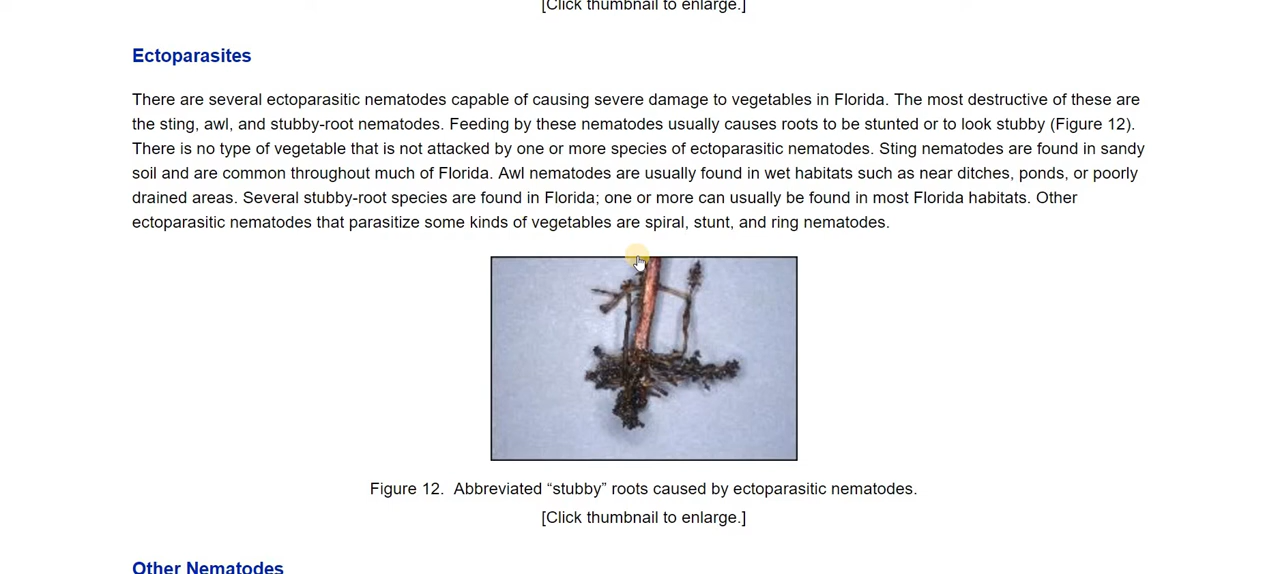 [Click thumbnail to enlarge.]
Ectoparasites
There are several ectoparasitic nematodes capable of causing severe damage to vegetables in Florida. The most destructive of these are
the sting, awl, and stubby-root nematodes. Feeding by these nematodes usually causes roots to be stunted or to look stubby (Figure 12).
There is no type of vegetable that is not attacked by one or more species of ectoparasitic nematodes. Sting nematodes are found in sandy
soil and are common throughout much of Florida. Awl nematodes are usually found in wet habitats such as near ditches, ponds, or poorly
drained areas. Several stubby-root species are found in Florida; one or more can usually be found in most Florida habitats. Other
ectoparasitic nematodes that parasitize some kinds of vegetables are spiral, stunt, and ring nematodes.
Figure 12. Abbreviated “stubby” roots caused by ectoparasitic nematodes.
[Click thumbnail to enlarge.]
Other Nematodes